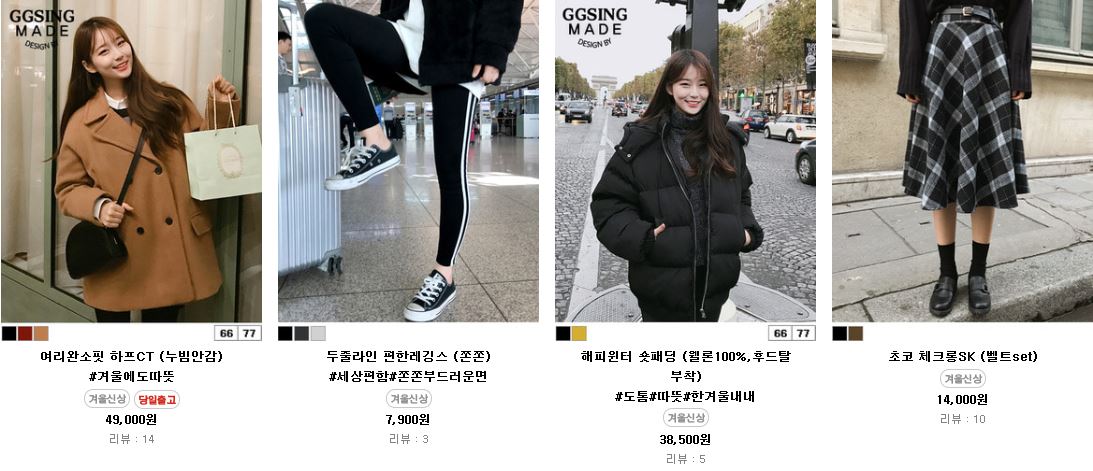 GGSING
MADE
DESIGN BY
66 77
여리완소핏 하프CT (누빔안감)
#겨울에도따뜻
겨울신상 당일출고
49,000원
리뷰 : 14
두줄라인 편한레깅스 (쫀쫀)
#세상편함#쫀쫀부드러운면
겨울신상
7,900원
리뷰 : 3
GGSING
MADE
DESIGN BY
66 77
해피윈터 숏패딩 (웰론100%,후드탈
부착)
#도톰#따뜻#한겨울내내
겨울신상
38,500원
리뷰 : 5
쵸코 체크롱SK (벨트set)
겨울신상
14,000원
리뷰 : 10